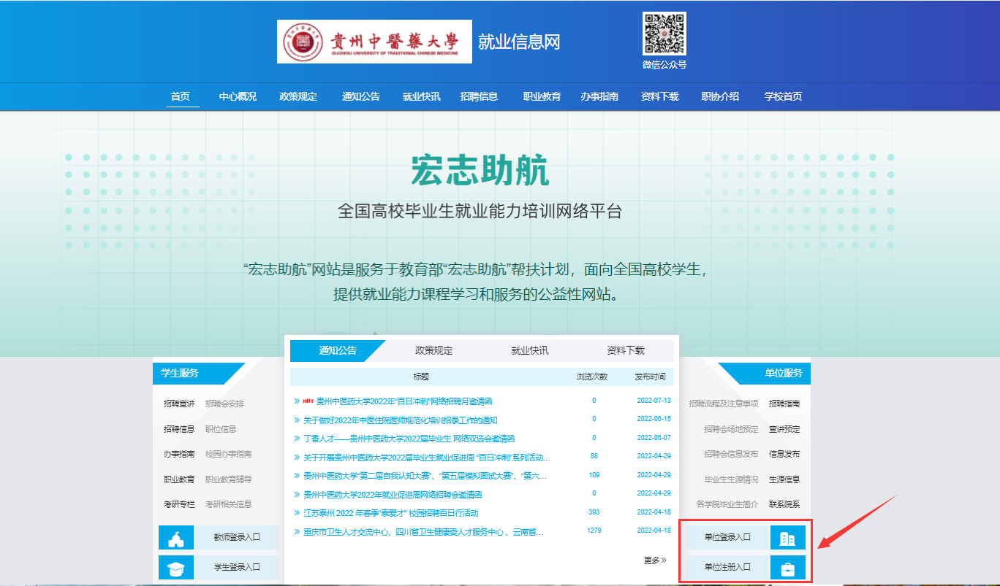 貴州中醫藥大學
GUIZHOU UNIVERSITY OF TRADITIONAL CHINESE MEDICINE
就业信息网
微信公众号
首页 中心概况 政策规定 通知公告 就业快讯 招聘信息 职业教育 办事指南 资料下载 职协介绍 学校首页
宏志助航
全国高校毕业生就业能力培训网络平台
“宏志助航”网站是服务于教育部“宏志助航”帮扶计划，面向全国高校学生，
提供就业能力课程学习和服务的公益性网站。
学生服务
招聘宣讲 招聘会安排
招聘信息 职位信息
办事指南 校园办事指南
职业教育 职业教育辅导
考研专栏 考研相关信息
教师登录入口
学生登录入口
通知公告 政策规定 就业快讯 资料下载
标题 浏览次数 发布时间
» HOT 贵州中医药大学2022年“百日冲刺”网络招聘月邀请函 0 2022-07-13
» 关于做好2022年中医住院医师规范化培训招录工作的通知 0 2022-06-15
» 丁香人才——贵州中医药大学2022届毕业生 网络双选会邀请函 0 2022-06-07
» 关于开展贵州中医药大学2022届毕业生就业促进周 “百日冲刺”系列活动... 88 2022-04-29
» 贵州中医药大学“第二届自我认知大赛”、“第五届模拟面试大赛”、“第六... 109 2022-04-29
» 贵州中医药大学2022年就业促进周网络招聘会邀请函 0 2022-04-29
» 江苏泰州 2022 年春季“泰爱才” 校园招聘百日行活动 393 2022-04-18
» 重庆市卫生人才交流中心、四川省卫生健康委人才服务中心 、云南省... 1279 2022-04-18
更多 »
单位服务
招聘流程及注意事项 招聘指南
招聘会场地预定 宣讲预定
招聘会信息发布 信息发布
毕业生生源情况 生源信息
各学院毕业生简介 联系院系
单位登录入口
单位注册入口